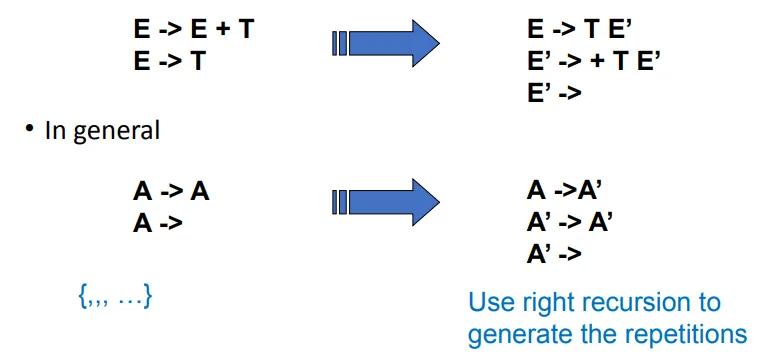 E -> E + T
E -> T
E -> T E’
E’ -> + T E’
E’ ->
• In general
A -> A
A ->
A ->A’
A’ -> A’
A’ ->
{,,, …}
Use right recursion to
generate the repetitions